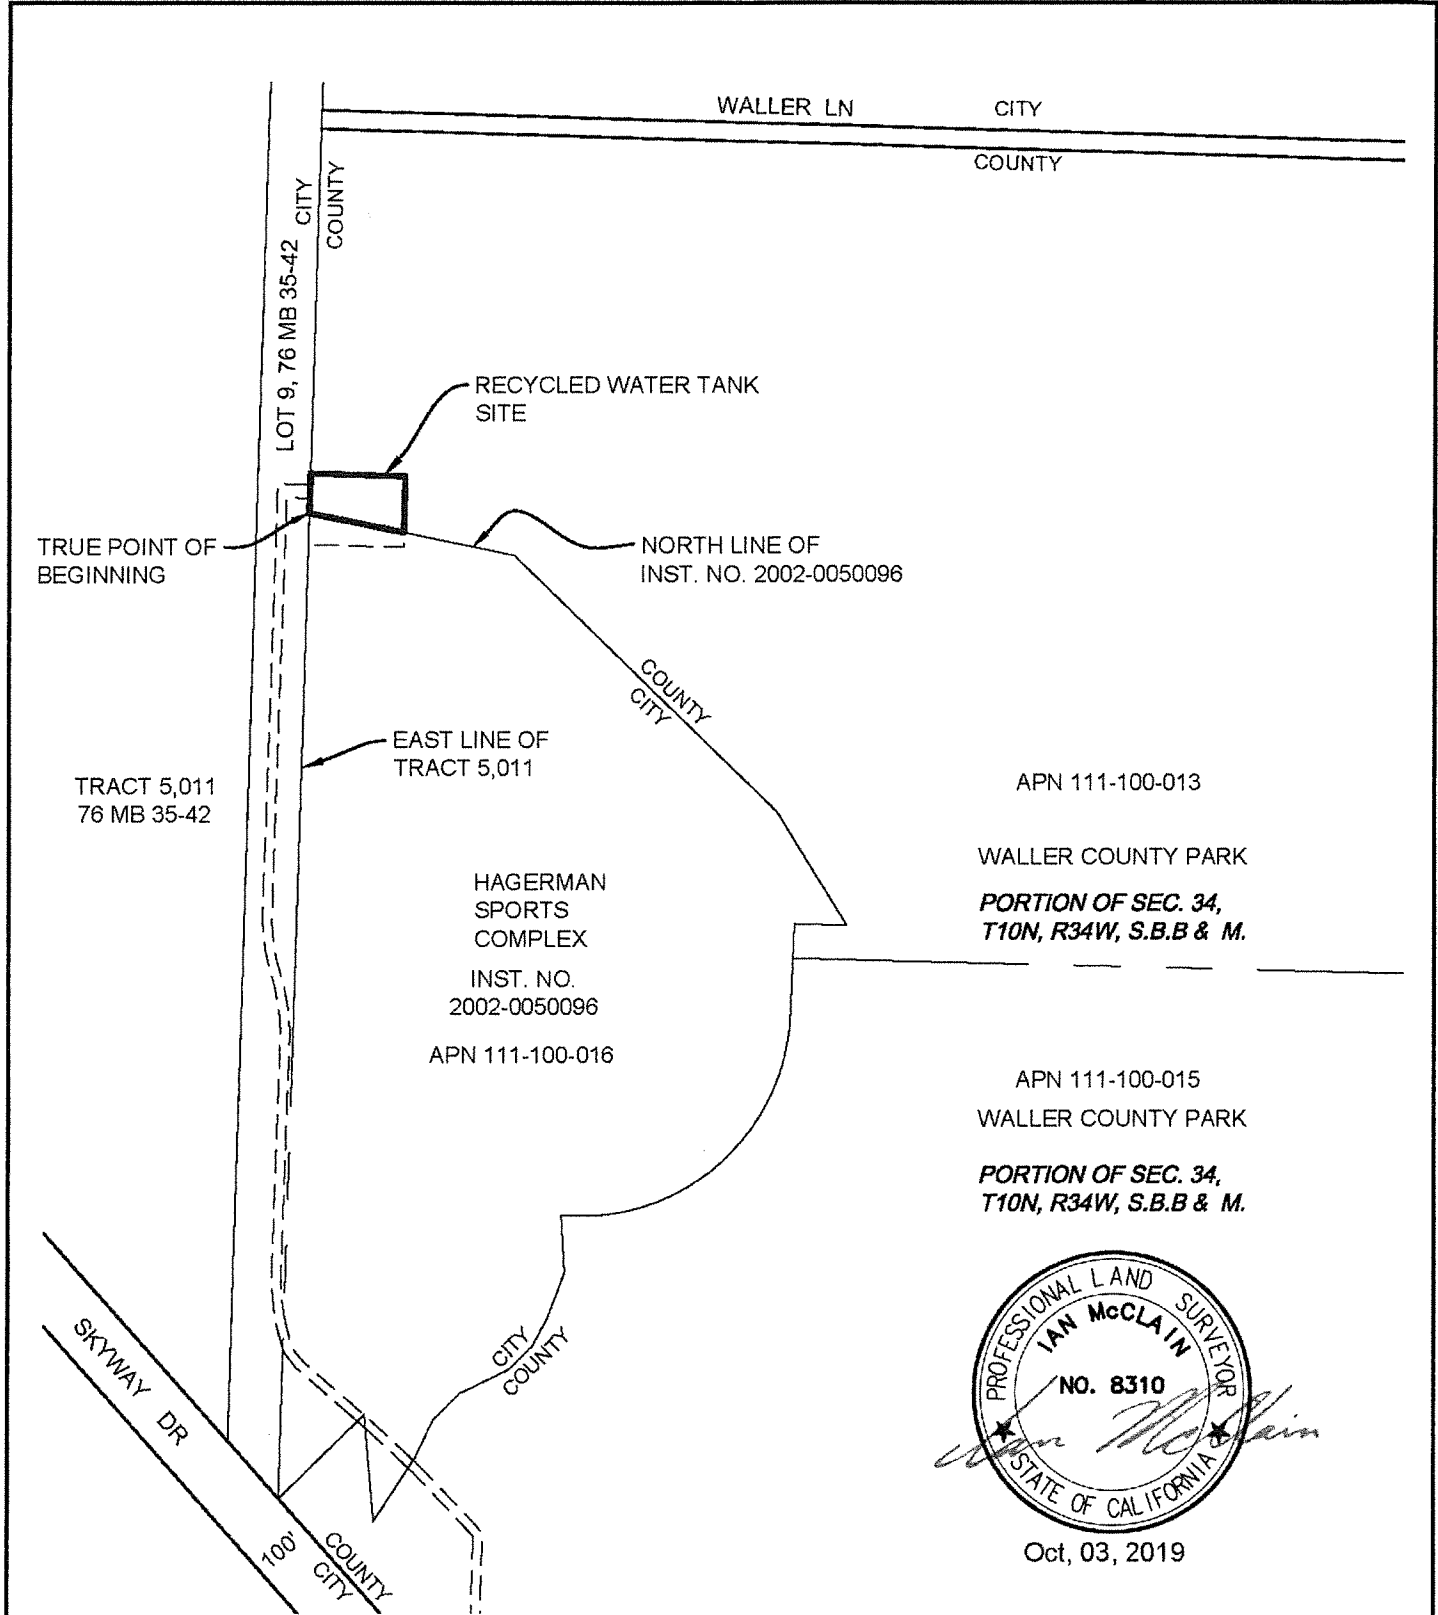 WALLER LN
CITY
COUNTY
CITY
COUNTY
LOT 9, 76 MB 35-42
RECYCLED WATER TANK
SITE
TRUE POINT OF
BEGINNING
NORTH LINE OF
INST. NO. 2002-0050096
COUNTY
CITY
EAST LINE OF
TRACT 5,011
TRACT 5,011
76 MB 35-42
APN 111-100-013
WALLER COUNTY PARK
PORTION OF SEC. 34,
T10N, R34W, S.B.B & M.
HAGERMAN
SPORTS
COMPLEX
INST. NO.
2002-0050096
APN 111-100-016
APN 111-100-015
WALLER COUNTY PARK
PORTION OF SEC. 34,
T10N, R34W, S.B.B & M.
CITY
COUNTY
SKYWAY DR
100'
COUNTY
CITY
PROFESSIONAL LAND SURVEYOR
IAN McCLAIN
NO. 8310
Ian McClain
STATE OF CALIFORNIA
Oct, 03, 2019